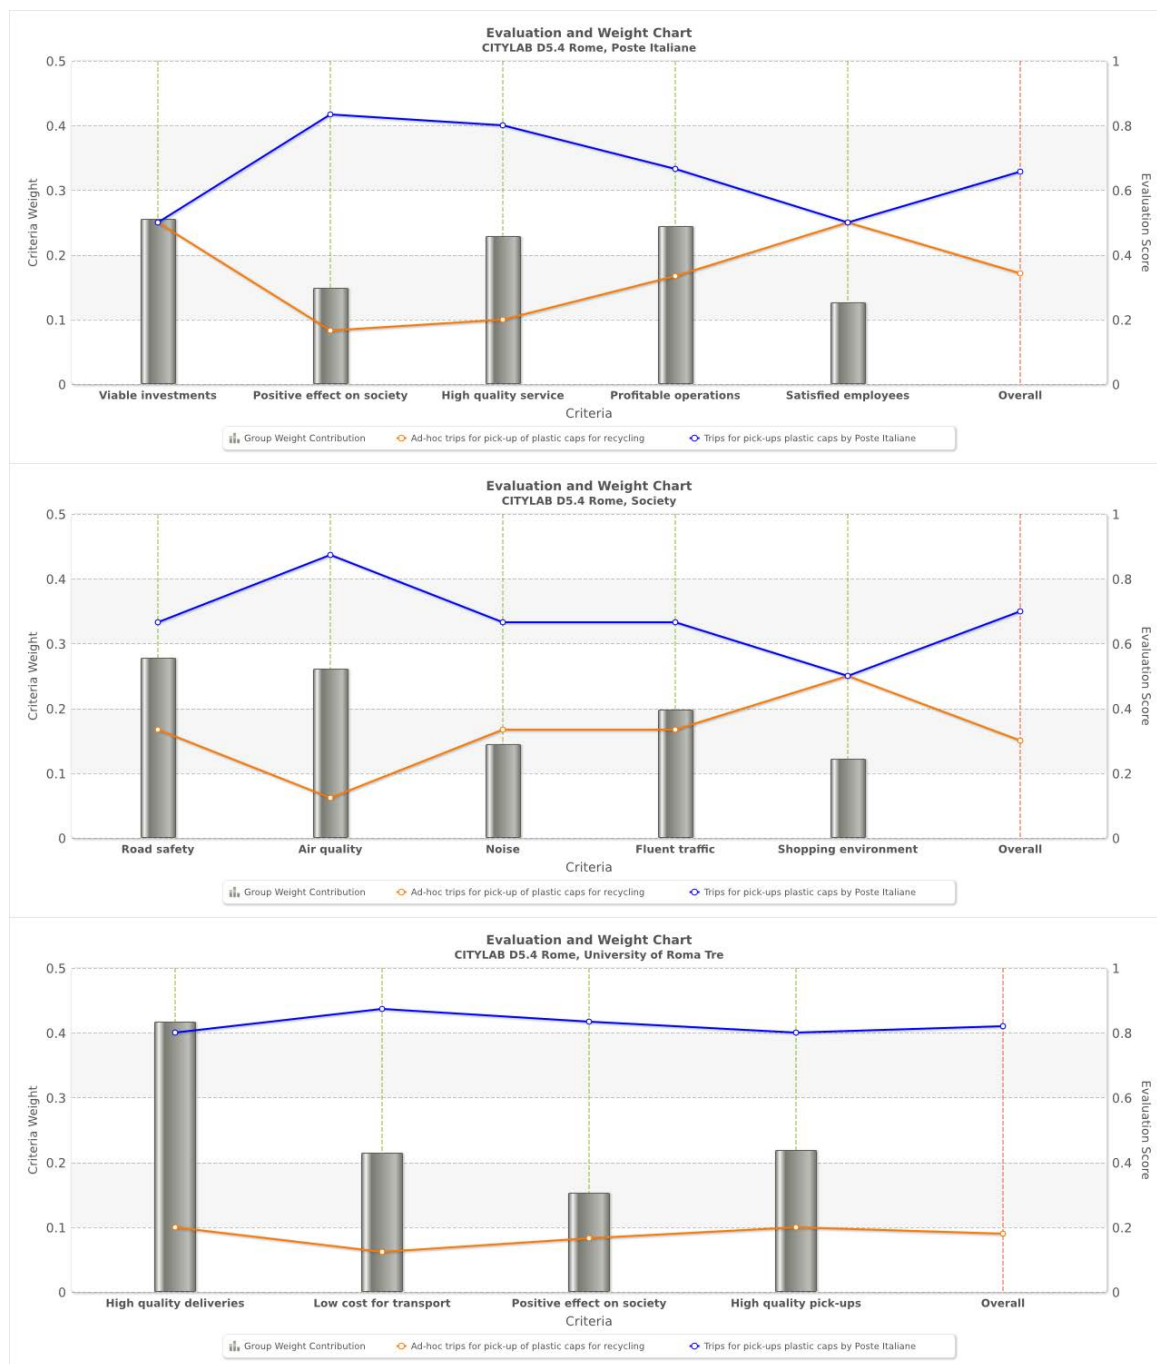 Evaluation and Weight Chart
CITYLAB D5.4 Rome, Poste Italiane
0.5
0.4
0.3
0.2
0.1
0
Criteria Weight
1
0.8
0.6
0.4
0.2
0
Evaluation Score
Viable investments Positive effect on society High quality service Profitable operations Satisfied employees Overall
Criteria
Group Weight Contribution Ad-hoc trips for pick-up of plastic caps for recycling Trips for pick-ups plastic caps by Poste Italiane
Evaluation and Weight Chart
CITYLAB D5.4 Rome, Society
0.5
0.4
0.3
0.2
0.1
0
Criteria Weight
1
0.8
0.6
0.4
0.2
0
Evaluation Score
Road safety Air quality Noise Fluent traffic Shopping environment Overall
Criteria
Group Weight Contribution Ad-hoc trips for pick-up of plastic caps for recycling Trips for pick-ups plastic caps by Poste Italiane
Evaluation and Weight Chart
CITYLAB D5.4 Rome, University of Roma Tre
0.5
0.4
0.3
0.2
0.1
0
Criteria Weight
1
0.8
0.6
0.4
0.2
0
Evaluation Score
High quality deliveries Low cost for transport Positive effect on society High quality pick-ups Overall
Criteria
Group Weight Contribution Ad-hoc trips for pick-up of plastic caps for recycling Trips for pick-ups plastic caps by Poste Italiane